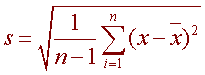 s = √(1/(n−1) ∑_{i=1}^{n} (x − x̄)²)